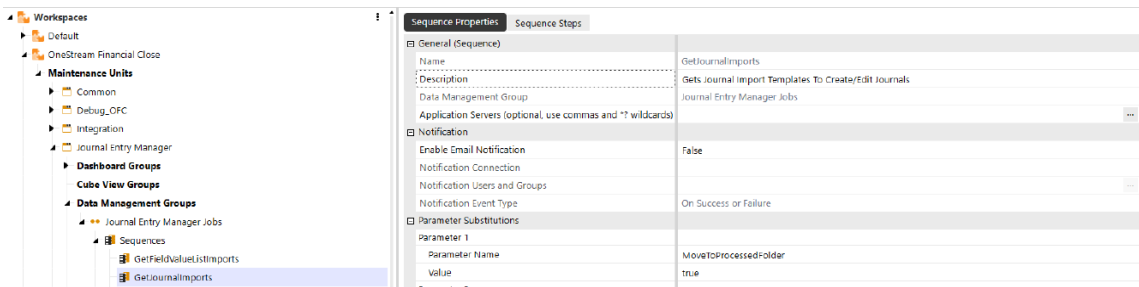 Workspaces
Default
OneStream Financial Close
Maintenance Units
Common
Debug_OFC
Integration
Journal Entry Manager
Dashboard Groups
Cube View Groups
Data Management Groups
Journal Entry Manager Jobs
Sequences
GetFieldValueListImports
GetJournalImports
Sequence Properties Sequence Steps
General (Sequence)
Name GetJournalImports
Description Gets Journal Import Templates To Create/Edit Journals
Data Management Group Journal Entry Manager Jobs
Application Servers (optional, use commas and *? wildcards) ...
Notification
Enable Email Notification False
Notification Connection
Notification Users and Groups ...
Notification Event Type On Success or Failure
Parameter Substitutions
Parameter 1
Parameter Name MoveToProcessedFolder
Value true